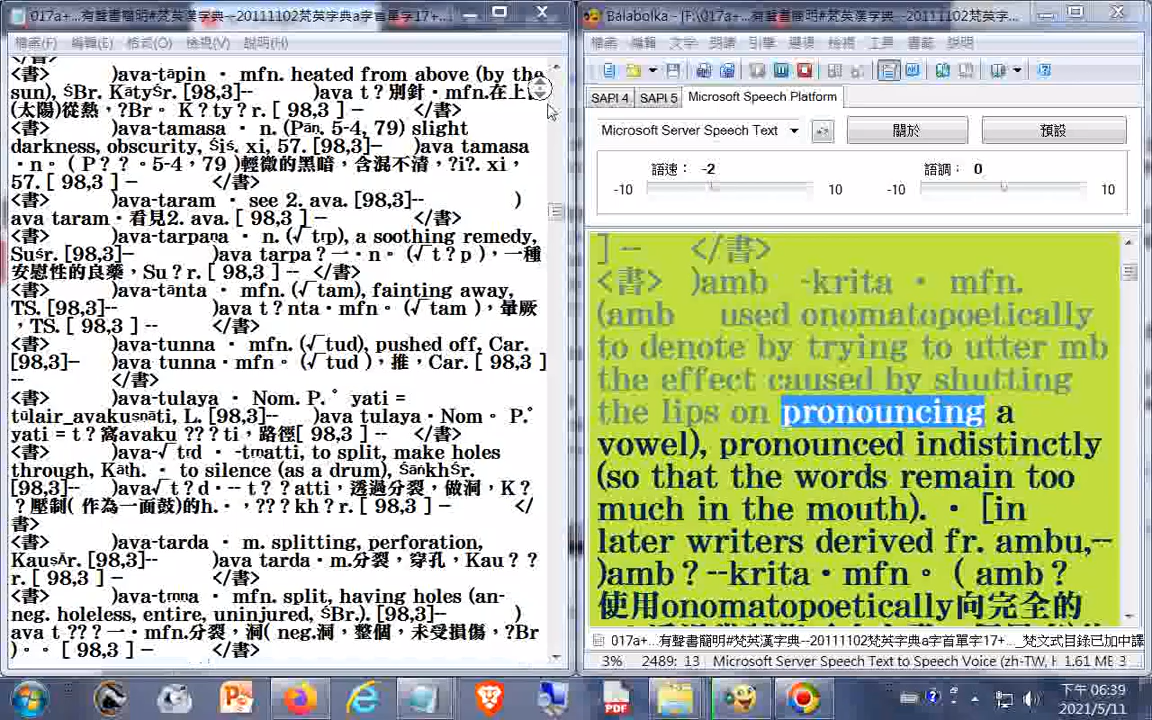 017a+...有聲書簡明#梵英漢字典--20111102梵英字典a字首單字17+...
檔案(F) 編輯(E) 格式(O) 檢視(V) 說明(H)
</書>
<書> )ava-tāpin · mfn. heated from above (by the
sun), ŚBr. KātyŚr. [98,3]-- )ava t?別針·mfn.在上
(太陽)從熱,?Br。 K?ty?r. [ 98,3 ] — </書>
<書> )ava-tamasa · n. (Pāṇ. 5-4, 79) slight
darkness, obscurity, Śiś. xi, 57. [98,3]-- )ava tamasa
·n。( P??。5-4,79 )輕微的黑暗,含混不清,?i?. xi,
57. [ 98,3 ] — </書>
<書> )ava-taram · see 2. ava. [98,3]-- )
ava taram·看見2. ava. [ 98,3 ] — </書>
<書> )ava-tarpaṇa · n. (√tṛp), a soothing remedy,
Suśr. [98,3]-- )ava tarpa?一·n。(√t?p ),一種
安慰性的良藥,Su?r. [ 98,3 ] -- </書>
<書> )ava-tānta · mfn. (√tam), fainting away,
TS. [98,3]-- )ava t?nta·mfn。(√tam ),暈厥
,TS. [ 98,3 ] -- </書>
<書> )ava-tunna · mfn. (√tud), pushed off, Car.
[98,3]-- )ava tunna·mfn。(√tud ),推,Car. [ 98,3 ]
-- </書>
<書> )ava-tulaya · Nom. P. ˚ yati =
tūlair_avakuṣṇāti, L. [98,3]-- )ava tulaya·Nom。P.˚
yati = t?窩avaku ???ti,路徑[ 98,3 ] — </書>
<書> )ava-√tṛd · -tṛṇatti, to split, make holes
through, Kāṭh. · to silence (as a drum), ŚāṅkhŚr.
[98,3]-- )ava√t?d·-- t??atti,透過分裂,做洞,K?
?壓制( 作為一面鼓)的h.·,???kh?r. [ 98,3 ] — </
書>
<書> )ava-tarda · m. splitting, perforation,
KauśĀr. [98,3]-- )ava tarda·m.分裂,穿孔,Kau??
r. [ 98,3 ] — </書>
<書> )ava-tṛṇṇa · mfn. split, having holes (an-
neg. holeless, entire, uninjured, ŚBr.). [98,3]-- )
ava t???一·mfn.分裂,洞( neg.洞,整個,未受損傷,?Br
)。。[ 98,3 ] — </書>
Balabolka - [F:\017a+...有聲書簡明#梵英漢字典--20111102梵英字...
檔案 編輯 文字 朗讀 引擎 選項 檢視 工具 書籤 說明
SAPI 4 SAPI 5 Microsoft Speech Platform
Microsoft Server Speech Text 關於 預設
語速: -2 語調: 0
-10 10 -10 10
] -- </書>
<書> )amb -krita · mfn.
(amb used onomatopoetically
to denote by trying to utter mb
the effect caused by shutting
the lips on pronouncing a
vowel), pronounced indistinctly
(so that the words remain too
much in the mouth). · [in
later writers derived fr. ambu,--
)amb?--krita·mfn。( amb?
使用onomatopoetically向完全的
017a+...有聲書簡明#梵英漢字典--20111102梵英字典a字首單字17+..._梵文式目錄已加中譯
3% 2489: 13 Microsoft Server Speech Text to Speech Voice (zh-TW, H 1.61 MB 3
PDF
下午 06:39
2021/5/11